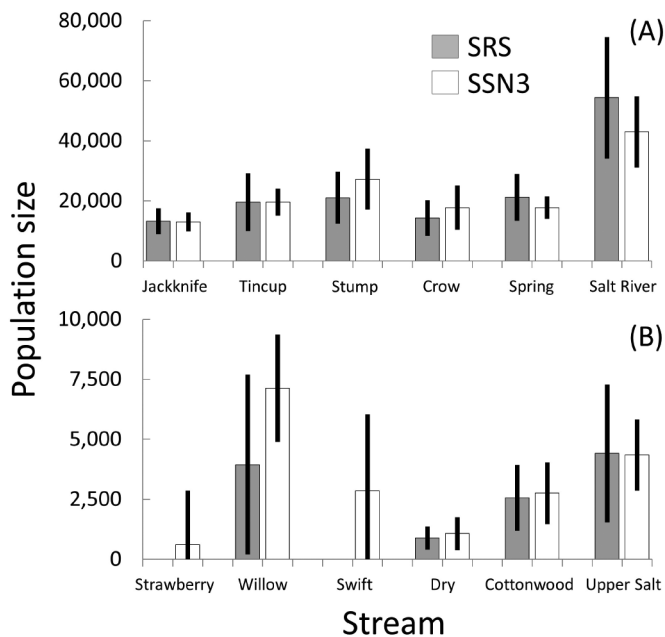 80,000
(A)
SRS
60,000
SSN3
40,000
20,000
0
Jackknife Tincup Stump Crow Spring Salt River
Population size
10,000
(B)
7,500
5,000
2,500
0
Strawberry Willow Swift Dry Cottonwood Upper Salt
Stream